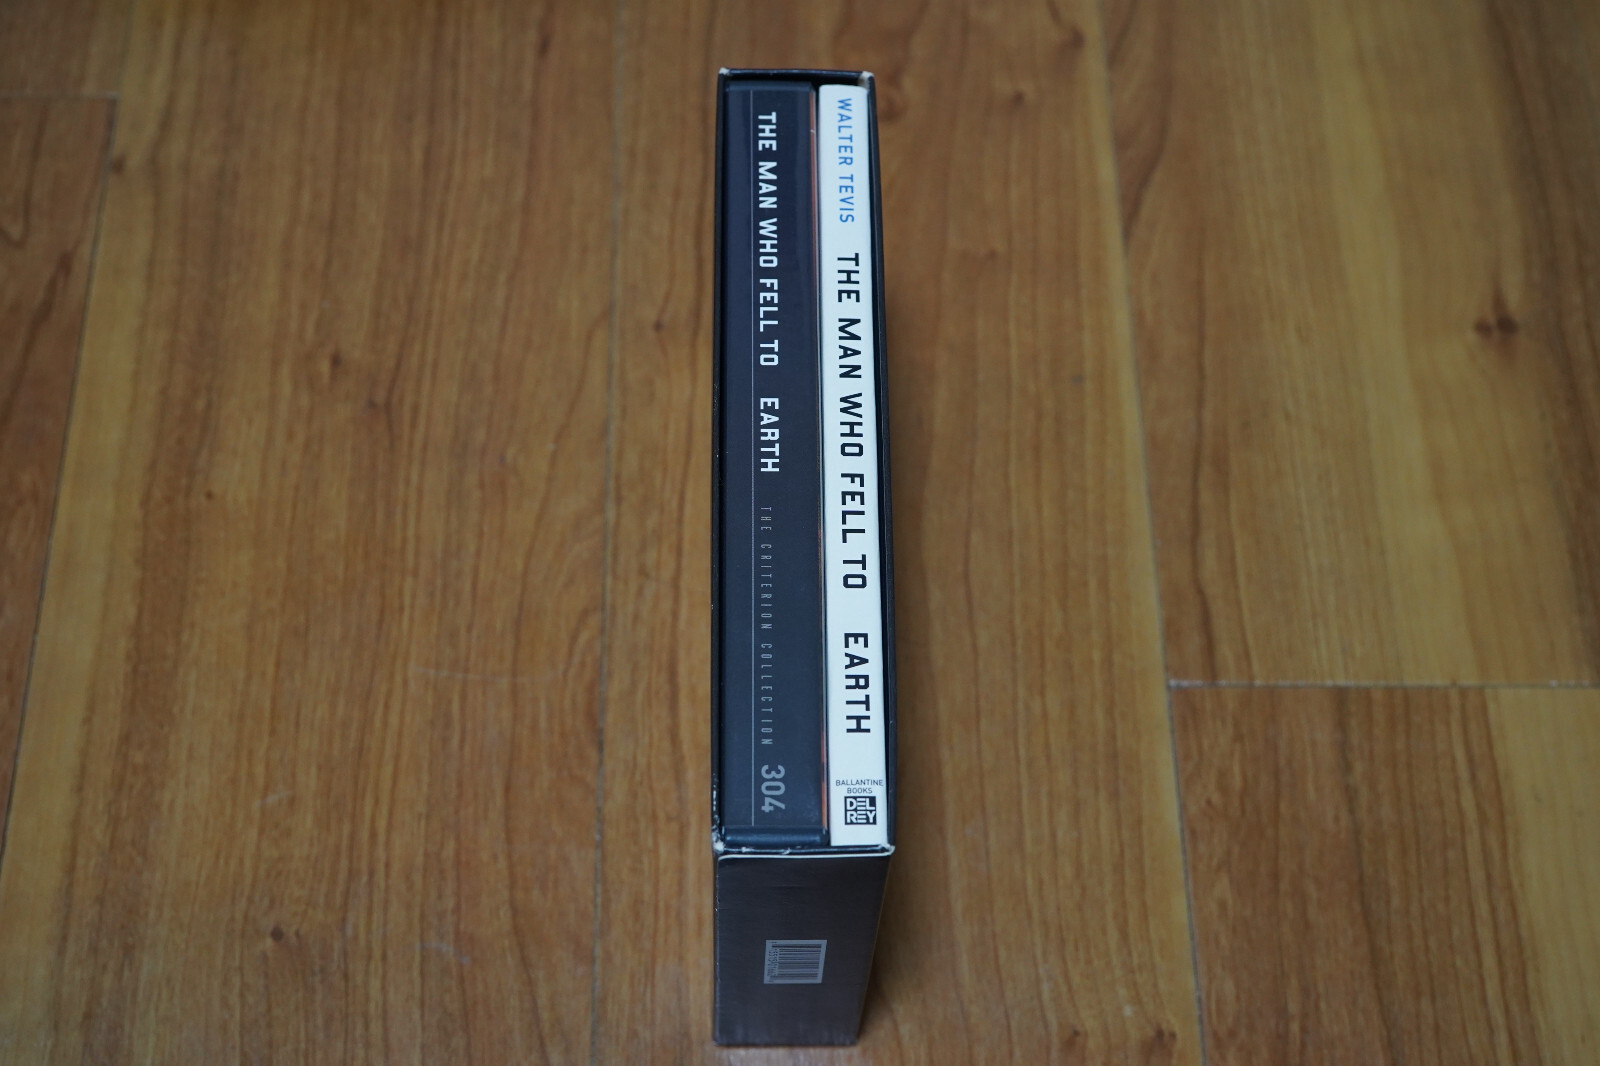 THE MAN WHO FELL TO EARTH THE CRITERION COLLECTION 304
WALTER TEVIS THE MAN WHO FELL TO EARTH
BALLANTINE
BOOKS
DEL
REY